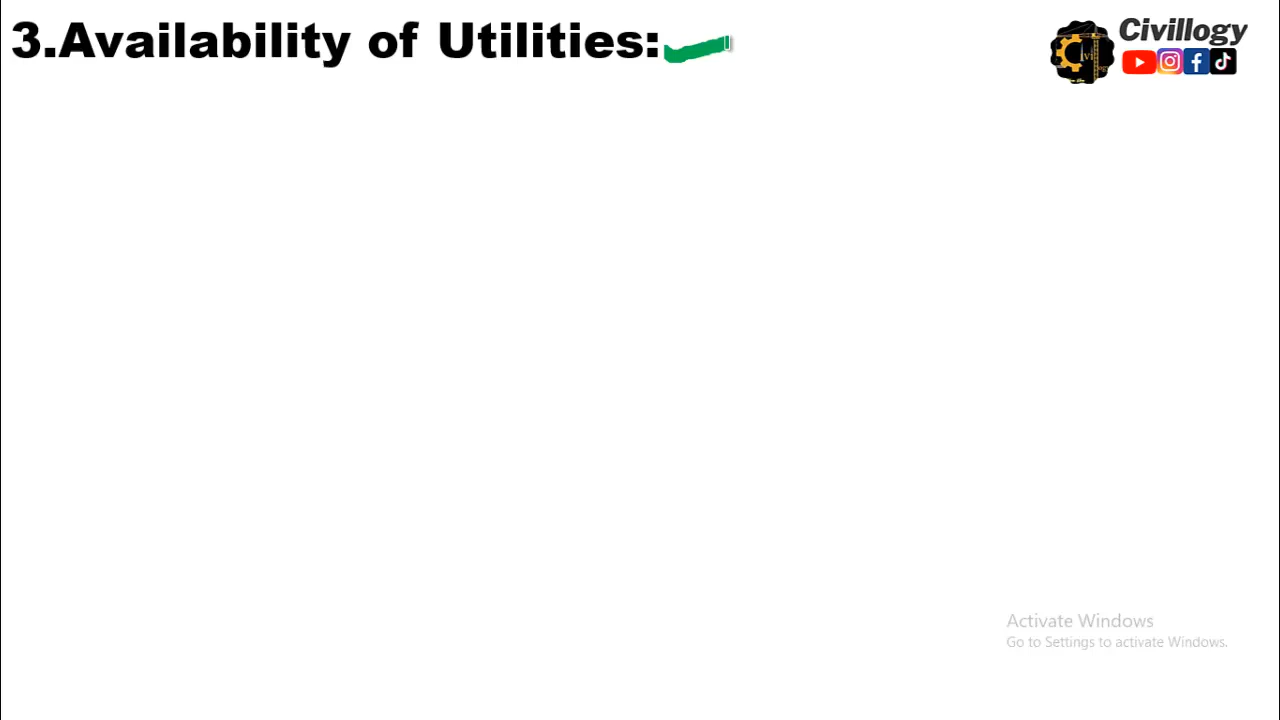 3.Availability of Utilities:
Civillogy
Activate Windows
Go to Settings to activate Windows.